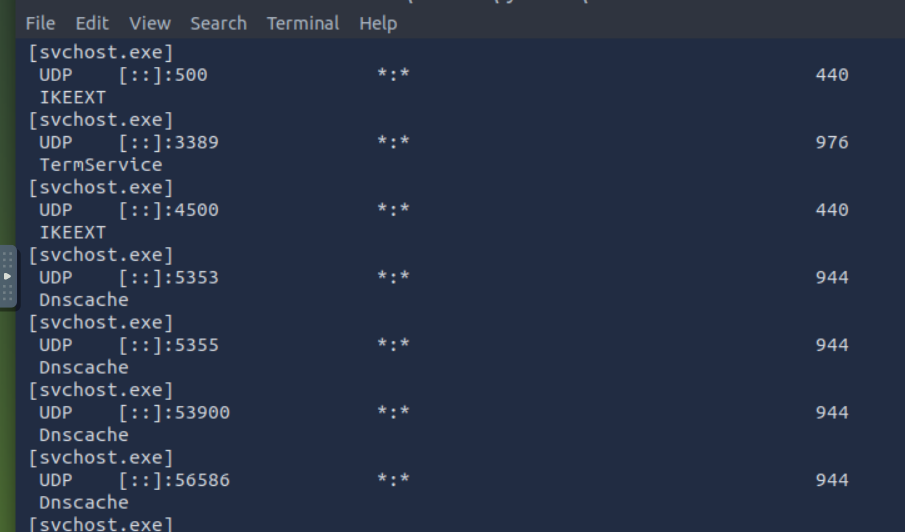 File Edit View Search Terminal Help
[svchost.exe]
UDP [::]:500 *:* 440
IKEEXT
[svchost.exe]
UDP [::]:3389 *:* 976
TermService
[svchost.exe]
UDP [::]:4500 *:* 440
IKEEXT
[svchost.exe]
UDP [::]:5353 *:* 944
Dnscache
[svchost.exe]
UDP [::]:5355 *:* 944
Dnscache
[svchost.exe]
UDP [::]:53900 *:* 944
Dnscache
[svchost.exe]
UDP [::]:56586 *:* 944
Dnscache
[svchost.exe]